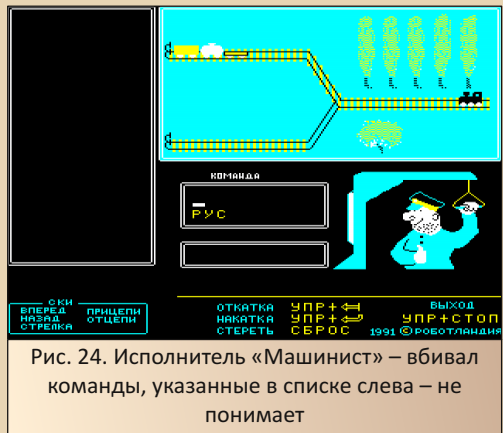 КОМАНДА
РУС
СКИ
ВПЕРЕД ПРИЦЕПИ
НАЗАД ОТЦЕПИ
СТРЕЛКА
ОТКАТКА УПР+ ВЫХОД
НАКАТКА УПР+ УПР+СТОП
СТЕРЕТЬ СБРОС 1991 © РОБОТЛАНДИЯ
Рис. 24. Исполнитель «Машинист» – вбивал
команды, указанные в списке слева – не
понимает